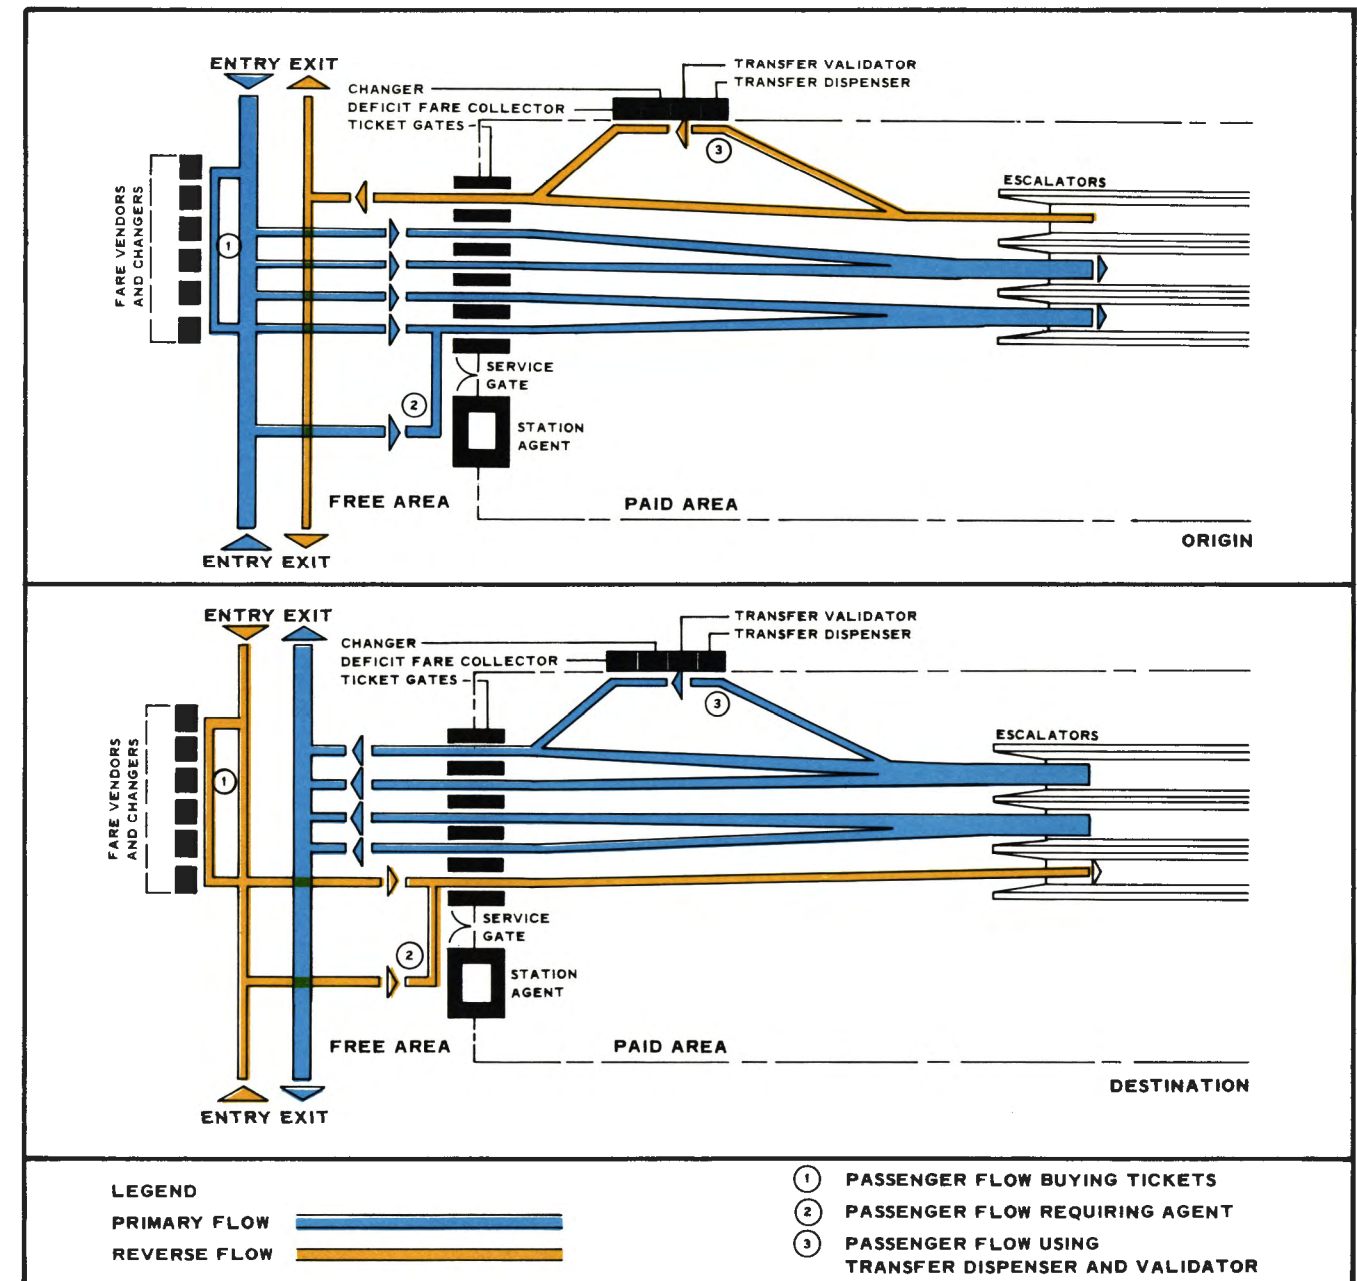 ENTRY EXIT
TRANSFER VALIDATOR
TRANSFER DISPENSER
CHANGER
DEFICIT FARE COLLECTOR
TICKET GATES
3
ESCALATORS
FARE VENDORS
AND CHANGERS
1
SERVICE
GATE
2
STATION
AGENT
FREE AREA
PAID AREA
ORIGIN
ENTRY EXIT
ENTRY EXIT
TRANSFER VALIDATOR
TRANSFER DISPENSER
CHANGER
DEFICIT FARE COLLECTOR
TICKET GATES
3
ESCALATORS
FARE VENDORS
AND CHANGERS
1
SERVICE
GATE
2
STATION
AGENT
FREE AREA
PAID AREA
DESTINATION
ENTRY EXIT
LEGEND
PRIMARY FLOW
REVERSE FLOW
1 PASSENGER FLOW BUYING TICKETS
2 PASSENGER FLOW REQUIRING AGENT
3 PASSENGER FLOW USING
TRANSFER DISPENSER AND VALIDATOR